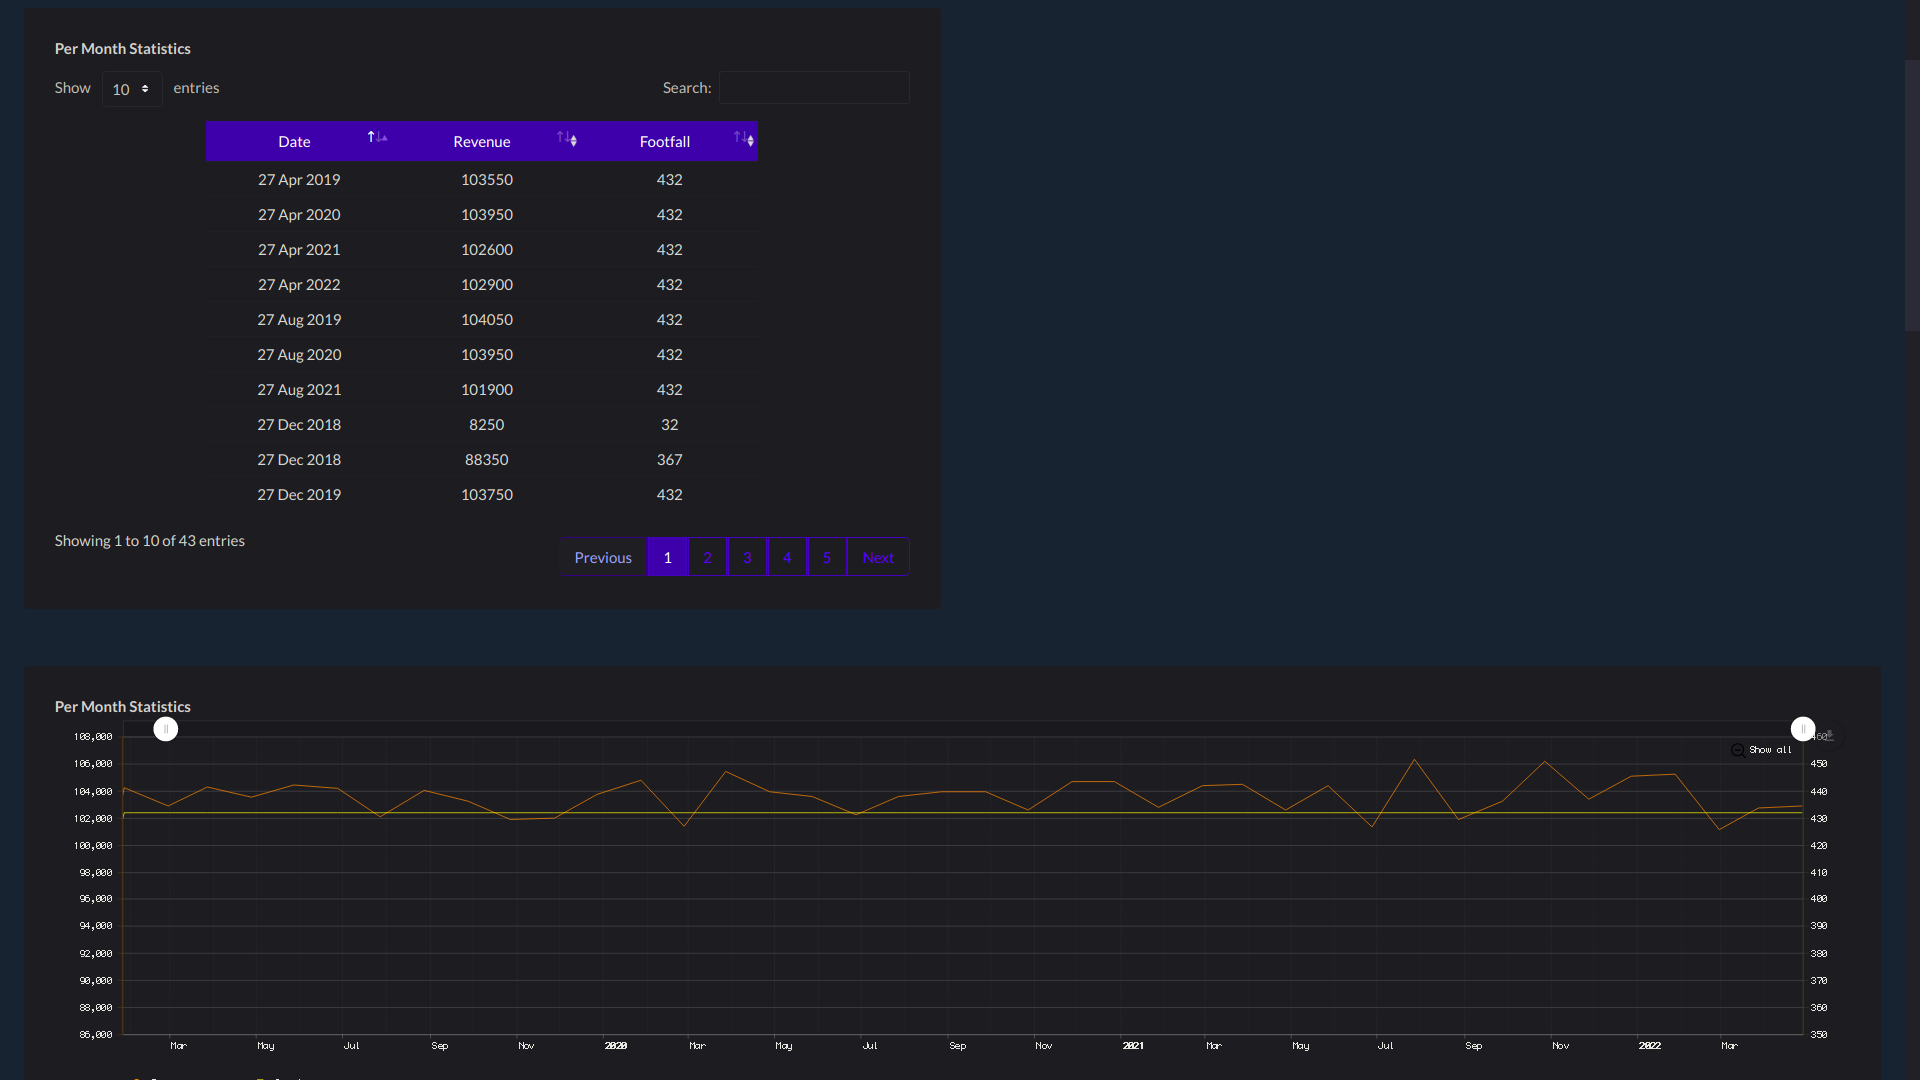 Per Month Statistics
Show 10 entries Search:
Date Revenue Footfall
27 Apr 2019 103550 432
27 Apr 2020 103950 432
27 Apr 2021 102600 432
27 Apr 2022 102900 432
27 Aug 2019 104050 432
27 Aug 2020 103950 432
27 Aug 2021 101900 432
27 Dec 2018 8250 32
27 Dec 2018 88350 367
27 Dec 2019 103750 432
Showing 1 to 10 of 43 entries
Previous 1 2 3 4 5 Next
Per Month Statistics
108,000 460
Show all
106,000 450
104,000 440
102,000 430
100,000 420
98,000 410
96,000 400
94,000 390
92,000 380
90,000 370
88,000 360
86,000 350
Mar May Jul Sep Nov 2020 Mar May Jul Sep Nov 2021 Mar May Jul Sep Nov 2022 Mar